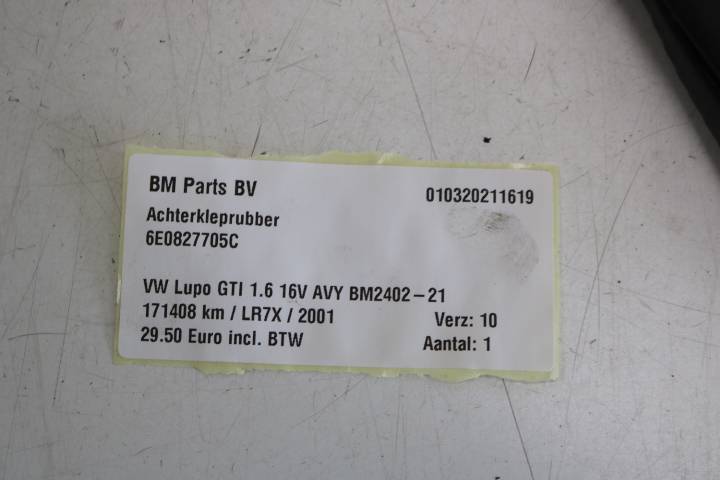 BM Parts BV 010320211619
Achterkleprubber
6E0827705C
VW Lupo GTI 1.6 16V AVY BM2402-21
171408 km / LR7X / 2001 Verz: 10
29.50 Euro incl. BTW Aantal: 1